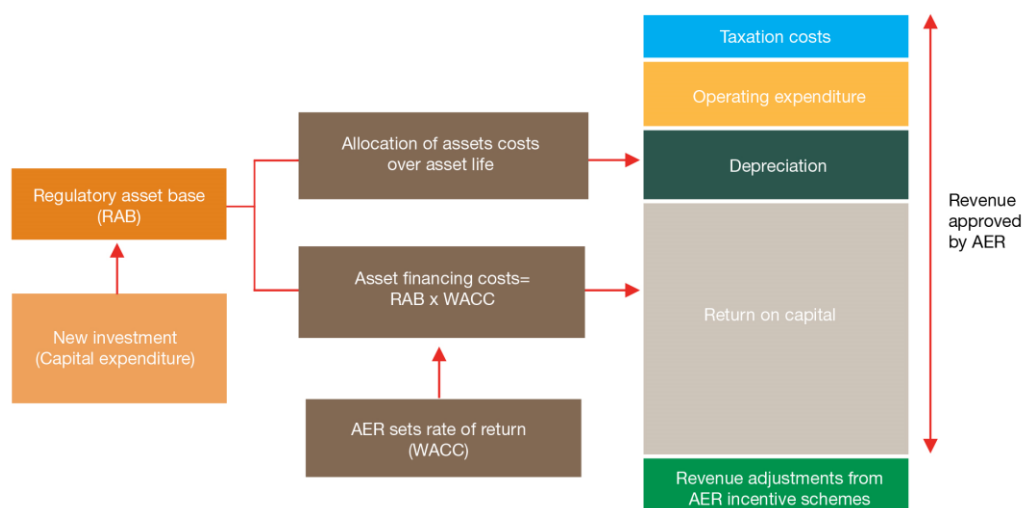 Taxation costs
Operating expenditure
Allocation of assets costs
over asset life
Depreciation
Regulatory asset base
(RAB)
Revenue
approved
by AER
Asset financing costs=
RAB x WACC
Return on capital
New investment
(Capital expenditure)
AER sets rate of return
(WACC)
Revenue adjustments from
AER incentive schemes